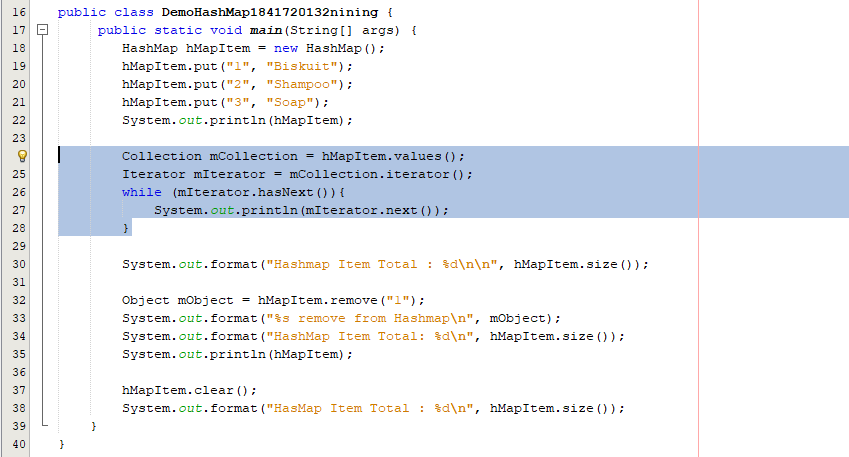 16 public class DemoHashMap1841720132nining {
17 public static void main(String[] args) {
18 HashMap hMapItem = new HashMap();
19 hMapItem.put("1", "Biskuit");
20 hMapItem.put("2", "Shampoo");
21 hMapItem.put("3", "Soap");
22 System.out.println(hMapItem);
23
Collection mCollection = hMapItem.values();
25 Iterator mIterator = mCollection.iterator();
26 while (mIterator.hasNext()){
27 System.out.println(mIterator.next());
28 }
29
30 System.out.format("Hashmap Item Total : %d\n\n", hMapItem.size());
31
32 Object mObject = hMapItem.remove("1");
33 System.out.format("%s remove from Hashmap\n", mObject);
34 System.out.format("HashMap Item Total: %d\n", hMapItem.size());
35 System.out.println(hMapItem);
36
37 hMapItem.clear();
38 System.out.format("HasMap Item Total : %d\n", hMapItem.size());
39 }
40 }